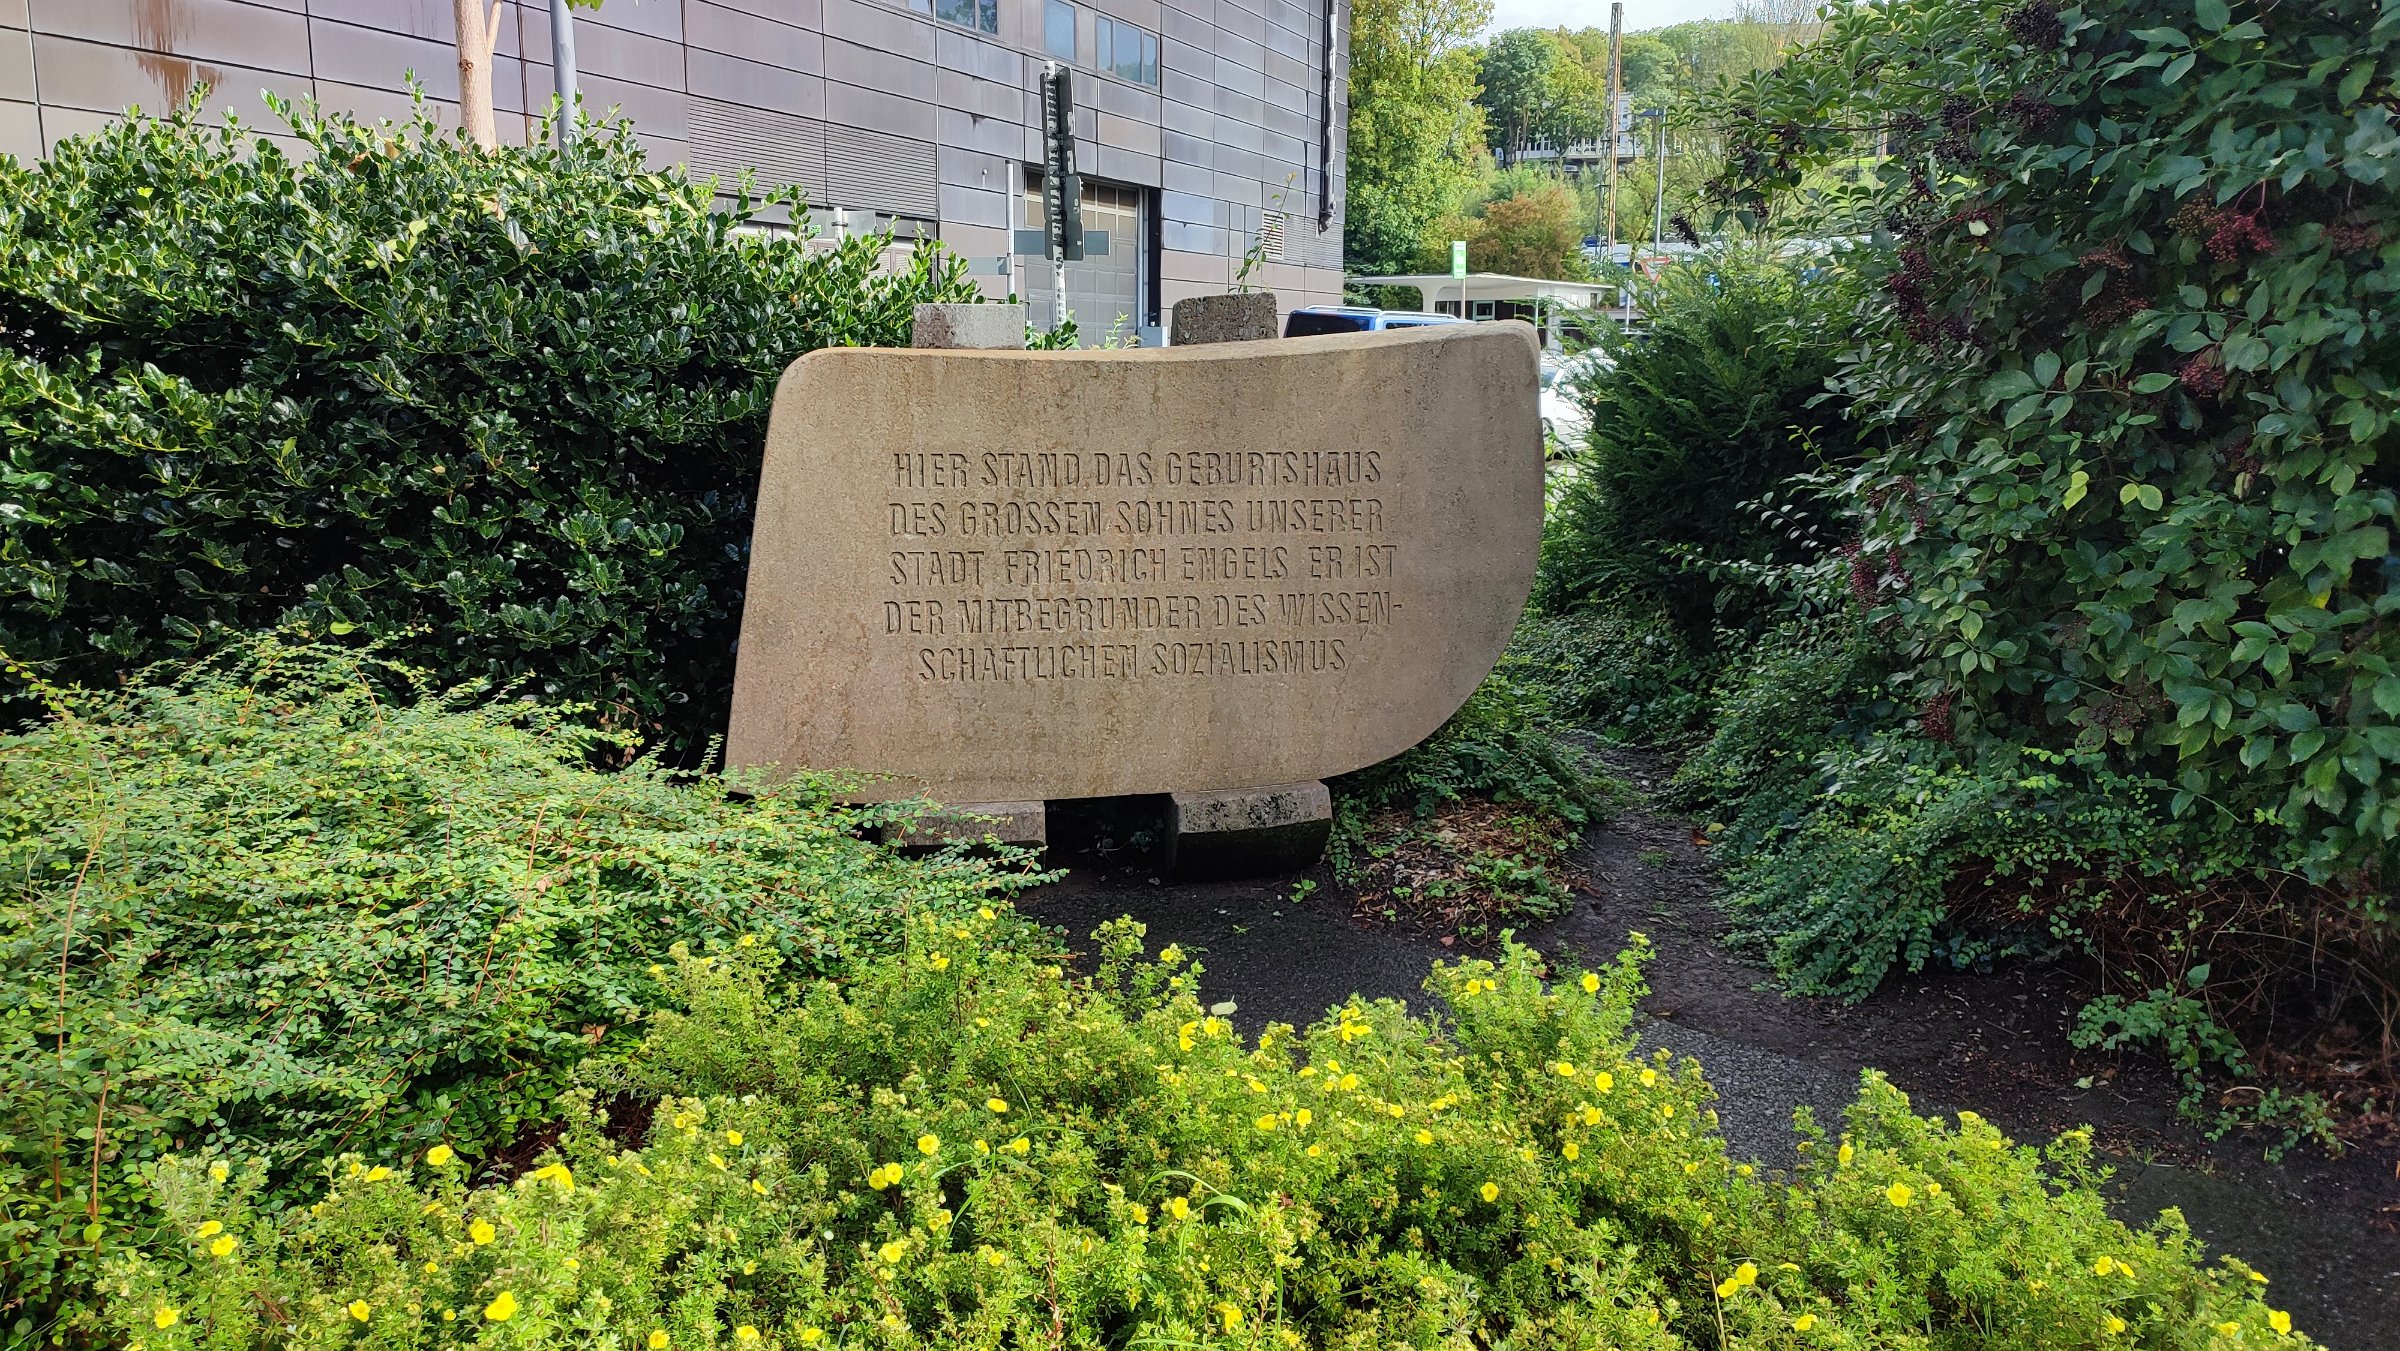 HIER STAND DAS GEBURTSHAUS
DES GROSSEN SOHNES UNSERER
STADT FRIEDRICH ENGELS. ER IST
DER MITBEGRÜNDER DES WISSEN-
SCHAFTLICHEN SOZIALISMUS